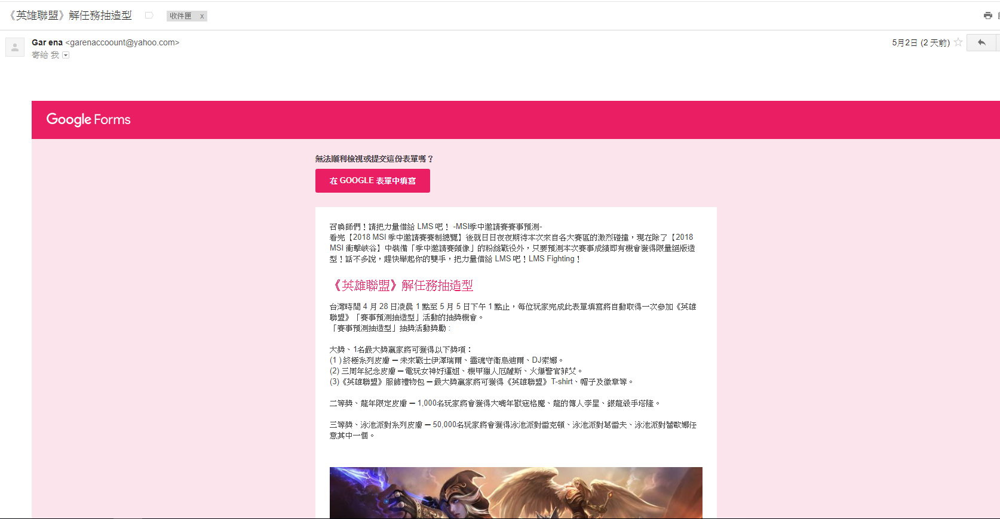 《英雄聯盟》解任務抽造型
收件匣 x
Gar ena <garenaccoount@yahoo.com>
5月2日 (2 天前)
寄給 我
Google Forms
無法順利檢視或提交這份表單嗎？
在 GOOGLE 表單中填寫
召喚師們！請把力量借給 LMS 吧！ -MSI季中邀請賽賽事預測-
看完【2018 MSI 季中邀請賽賽制總覽】後就日日夜夜期待本次來自各大賽區的激烈碰撞，現在除了【2018
MSI 衝擊峽谷】中裝備「季中邀請賽頭像」的粉絲戰役外，只要預測本次賽事成績即有機會獲得限量絕版造
型！話不多說，趕快舉起你的雙手，把力量借給 LMS 吧！LMS Fighting！
《英雄聯盟》解任務抽造型
台灣時間 4 月 28 日凌晨 1 點至 5 月 5 日下午 1 點止，每位玩家完成此表單填寫將自動取得一次參加《英雄
聯盟》「賽事預測抽造型」活動的抽獎機會。
「賽事預測抽造型」抽獎活動獎勵 :
大獎、1名最大獎贏家將可獲得以下獎項：
(1 ) 終極系列皮膚 ━ 未來戰士伊澤瑞爾、靈魂守衛烏迪爾、DJ索娜。
(2) 三周年紀念皮膚 ━ 電玩女神好運姐、機甲獵人厄薩斯、火爆警官菲艾。
(3)《英雄聯盟》服飾禮物包 ━ 最大獎贏家將可獲得《英雄聯盟》T-shirt、帽子及徽章等。
二等獎、龍年限定皮膚 ━ 1,000名玩家將會獲得大嘴年獸寇格魔、龍的傳人李星、銀龍殺手塔隆。
三等獎、泳池派對系列皮膚 ━ 50,000名玩家將會獲得泳池派對雷克頓、泳池派對葛雷夫、泳池派對蕾歐娜任
意其中一個。